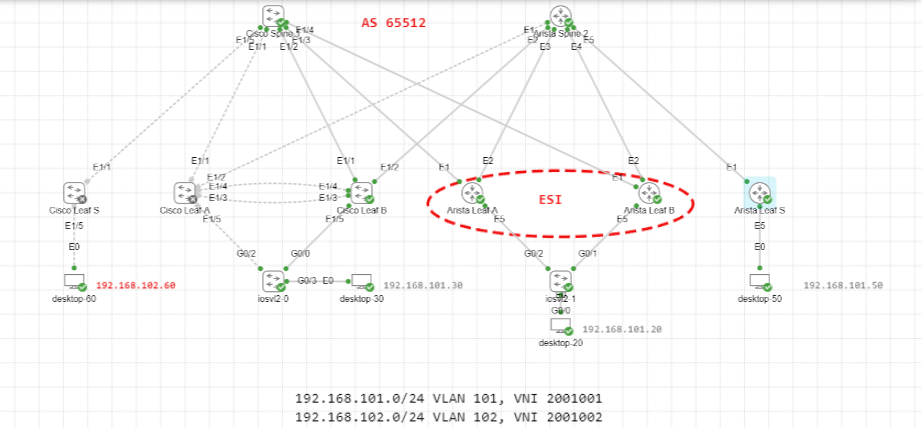 AS 65512
Cisco Spine 1
E1/4
E1/5
E1/3
E1/1
E1/2
E1
Arista Spine 2
E2
E5
E3
E4
E1/1
E1/1
E1/1
E1/2
E1
E2
E2
E1
E1
E1/2
E1/4
E1/3
E1/4
E1/3
ESI
Cisco Leaf S
Cisco Leaf A
Cisco Leaf B
Arista Leaf A
Arista Leaf B
Arista Leaf S
E1/5
E1/5
E1/5
E5
E5
E5
E0
G0/2
G0/0
G0/2
G0/1
E0
192.168.102.60
G0/3
E0
192.168.101.30
192.168.101.50
desktop-60
iosvl2-0
desktop-30
iosvl2-1
desktop-50
G0/0
192.168.101.20
desktop-20
192.168.101.0/24 VLAN 101, VNI 2001001
192.168.102.0/24 VLAN 102, VNI 2001002